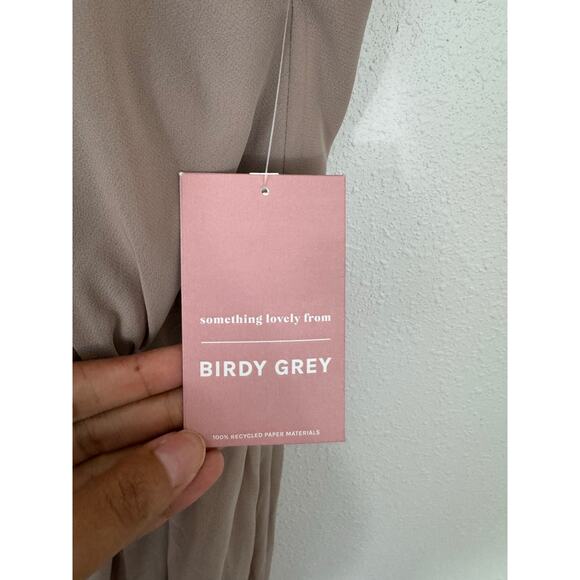 something lovely from
BIRDY GREY
100% RECYCLED PAPER MATERIALS